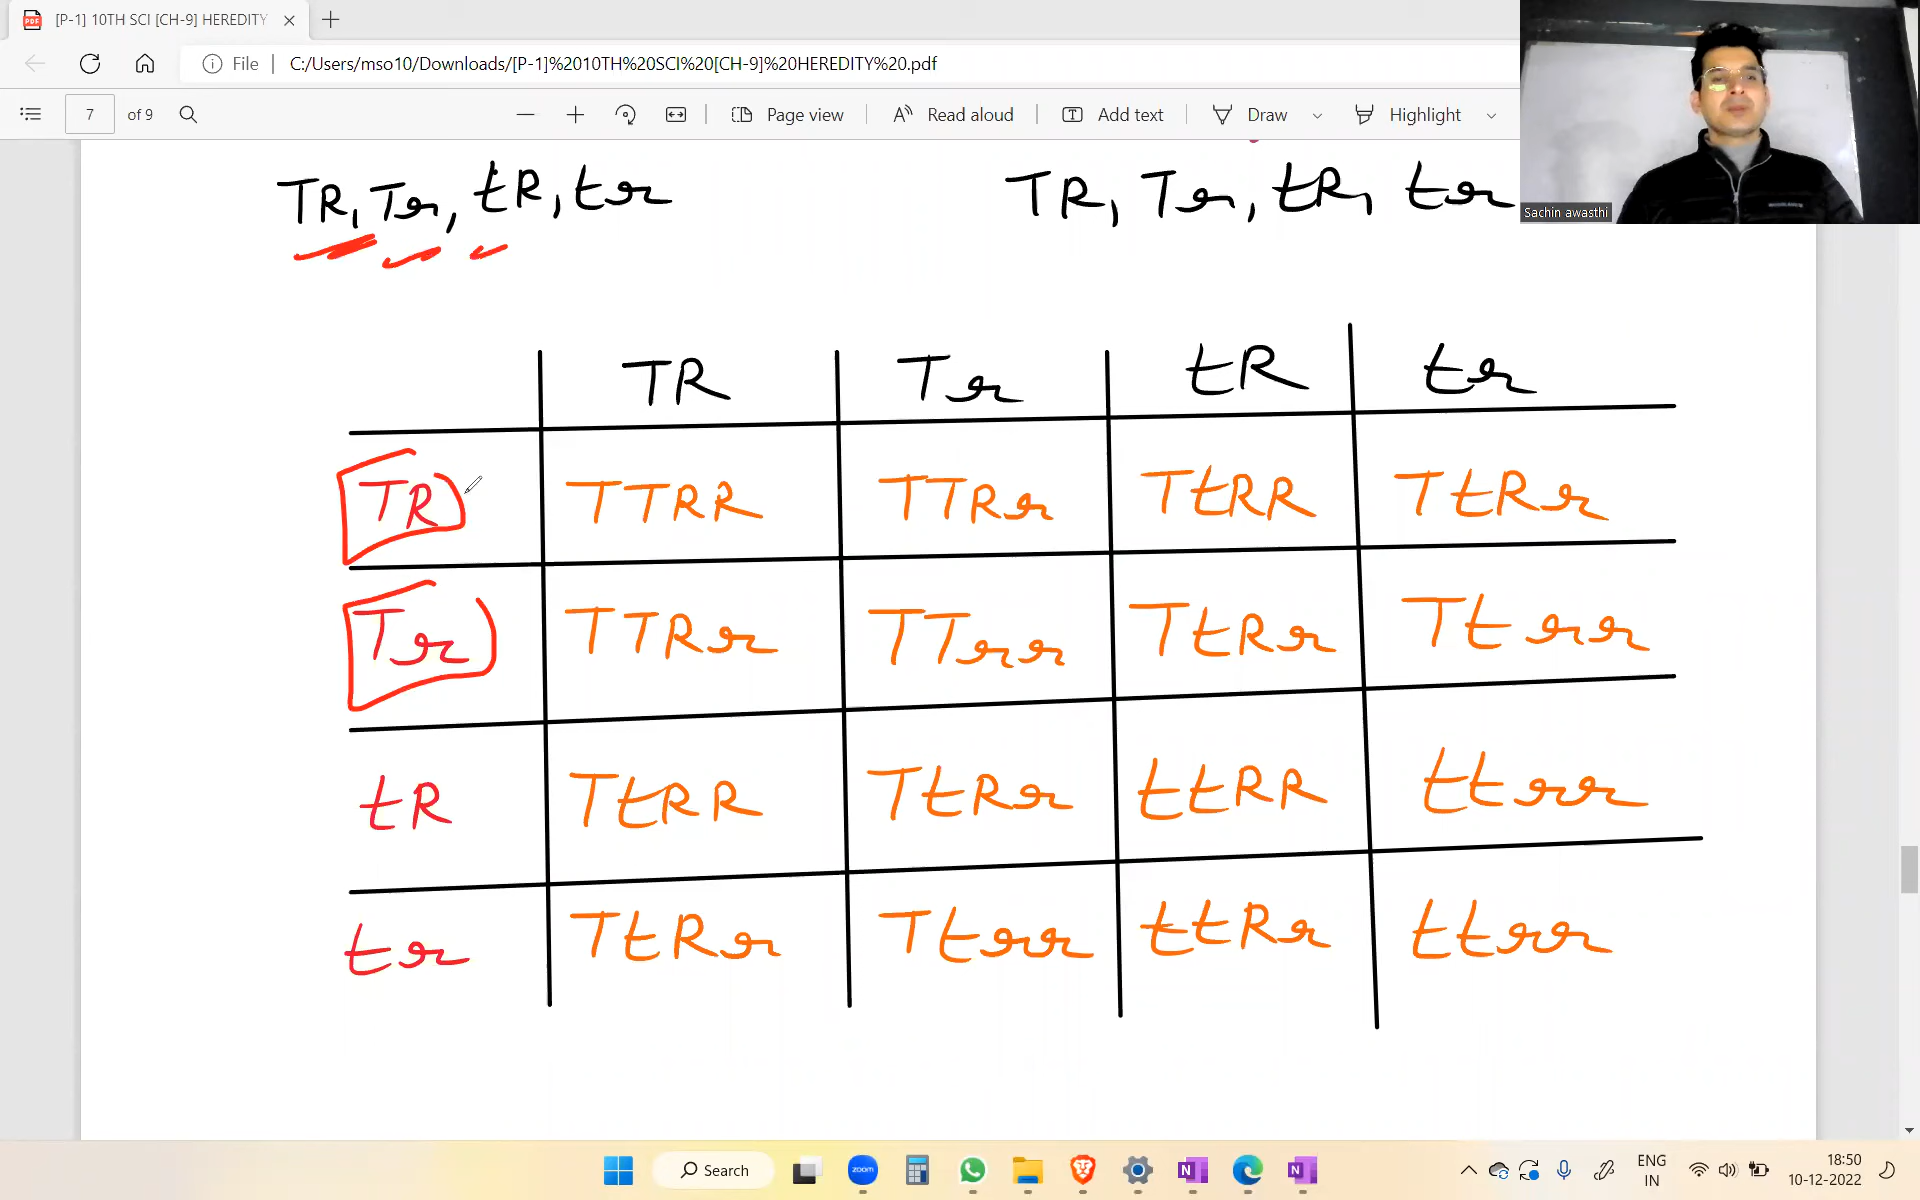 [P-1] 10TH SCI [CH-9] HEREDITY
File C:/Users/mso10/Downloads/[P-1]%2010TH%20SCI%20[CH-9]%20HEREDITY%20.pdf
7 of 9 Page view Read aloud Add text Draw Highlight
Sachin awasthi
TR, Tr, tR, tr TR, Tr, tR, tr
TR Tr tR tr
TR TTRR TTRr TtRR TtRr
Tr TTRr TTrr TtRr Ttrr
tR TtRR TtRr ttRR ttrr
tr TtRr Ttrr ttRr ttrr
Search zoom ENG 18:50
IN 10-12-2022